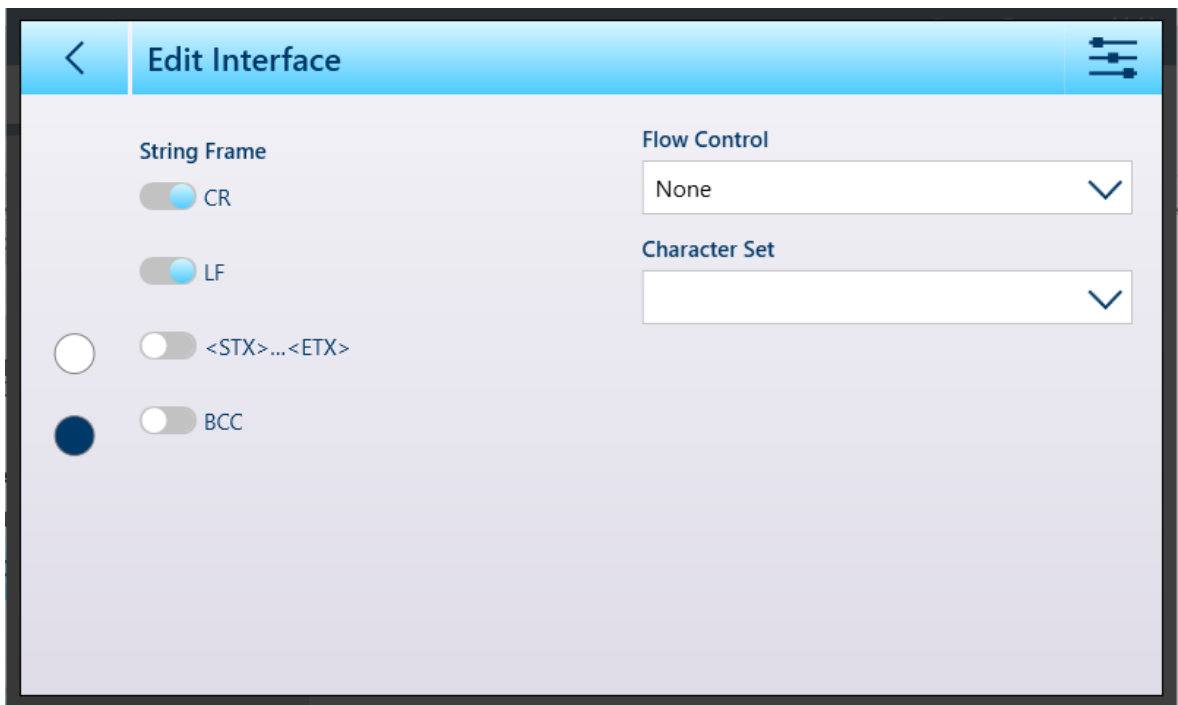 Edit Interface
String Frame
CR
LF
<STX>...<ETX>
BCC
Flow Control
None
Character Set